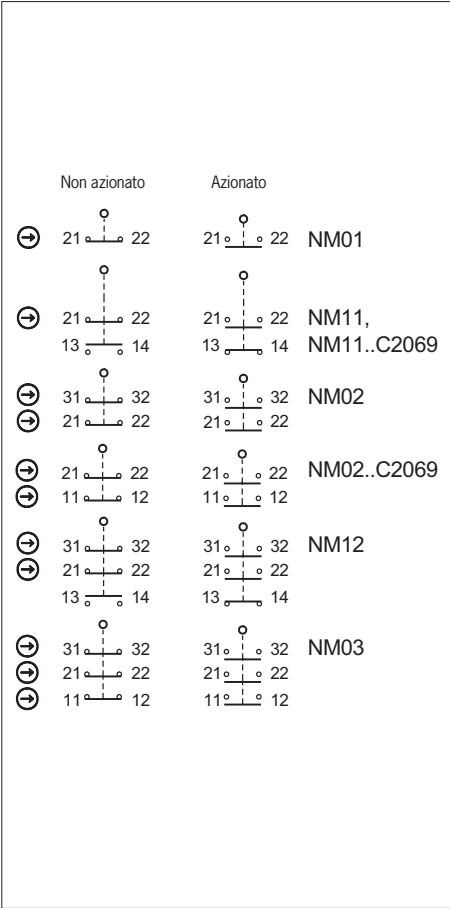 Non azionato Azionato
21 22 21 22 NM01
21 22 21 22 NM11,
13 14 13 14 NM11..C2069
31 32 31 32 NM02
21 22 21 22
21 22 21 22 NM02..C2069
11 12 11 12
31 32 31 32 NM12
21 22 21 22
13 14 13 14
31 32 31 32 NM03
21 22 21 22
11 12 11 12